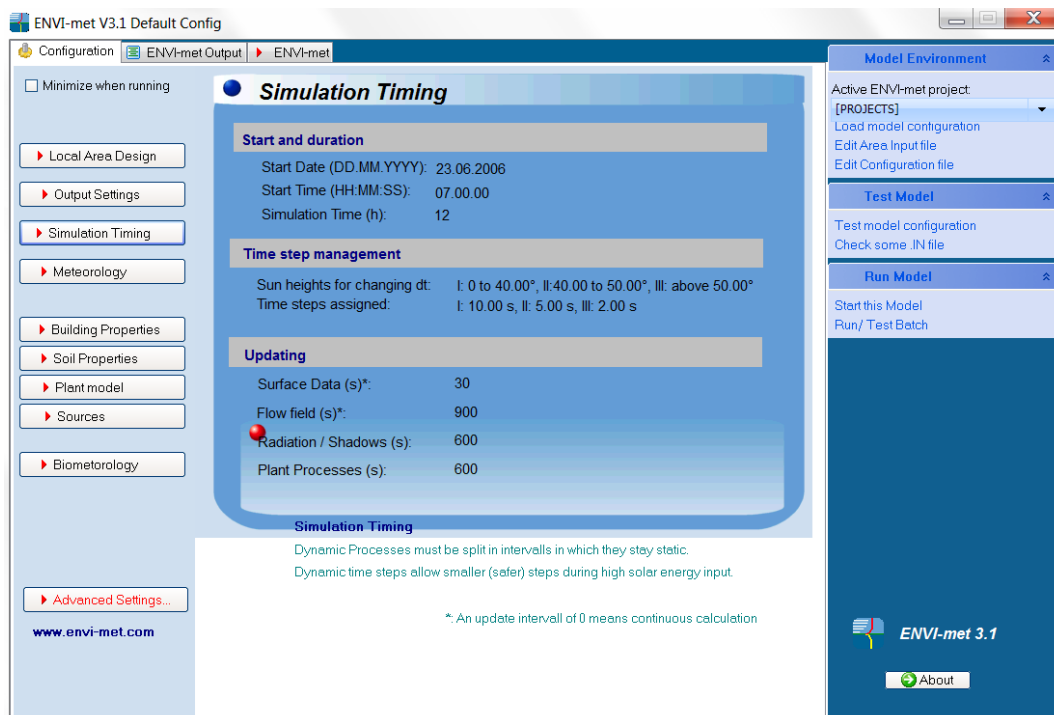 ENVI-met V3.1 Default Config
Configuration
ENVI-met Output
ENVI-met
Minimize when running
Local Area Design
Output Settings
Simulation Timing
Meteorology
Building Properties
Soil Properties
Plant model
Sources
Biometorology
Advanced Settings...
www.envi-met.com
Simulation Timing
Start and duration
Start Date (DD.MM.YYYY): 23.06.2006
Start Time (HH:MM:SS): 07.00.00
Simulation Time (h): 12
Time step management
Sun heights for changing dt: I: 0 to 40.00°, II:40.00 to 50.00°, III: above 50.00°
Time steps assigned: I: 10.00 s, II: 5.00 s, III: 2.00 s
Updating
Surface Data (s)*: 30
Flow field (s)*: 900
Radiation / Shadows (s): 600
Plant Processes (s): 600
Simulation Timing
Dynamic Processes must be split in intervalls in which they stay static.
Dynamic time steps allow smaller (safer) steps during high solar energy input.
*: An update intervall of 0 means continuous calculation
Model Environment
Active ENVI-met project:
[PROJECTS]
Load model configuration
Edit Area Input file
Edit Configuration file
Test Model
Test model configuration
Check some .IN file
Run Model
Start this Model
Run/ Test Batch
ENVI-met 3.1
About